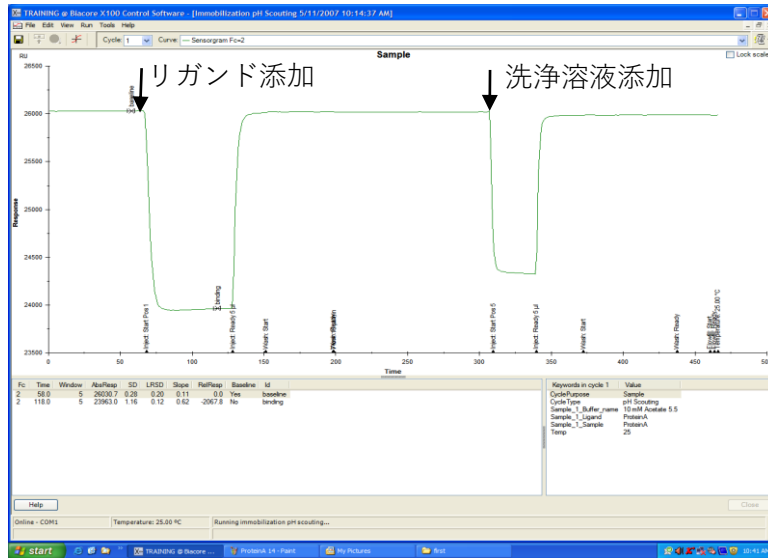 TRAINING @ Biacore X100 Control Software - [Immobilization pH Scouting 5/11/2007 10:14:37 AM]
File Edit View Run Tools Help
Cycle: 1 Curve: — Sensorgram Fc=2
Sample
Lock scale
RU
リガンド添加
洗浄溶液添加
26500
26000
25500
25000
24500
24000
23500
Response
baseline
binding
Inject: Start Pos 1
Inject: Ready 5 µl
Wash: Start
Inject: Start Pos 5
Inject: Ready 5 µl
Wash: Start
Wash: Ready
Temperature: 25.00 ºC
0 50 100 150 200 250 300 350 400 450
Time
Fc Time Window AbsResp SD LRSD Slope RelResp Baseline Id
2 58.0 5 26030.7 0.28 0.20 0.11 0.0 Yes baseline
2 118.0 5 23963.0 1.16 0.12 0.62 -2067.8 No binding
Keywords in cycle 1 Value
CyclePurpose Sample
CycleType pH Scouting
Sample_1_Buffer_name 10 mM Acetate 5.5
Sample_1_Ligand ProteinA
Sample_1_Sample ProteinA
Temp 25
Help
Close
Online - COM1 Temperature: 25.00 ºC Running immobilization pH scouting...
start TRAINING @ Biacore ... ProteinA 14 - Paint My Pictures first 10:41 AM